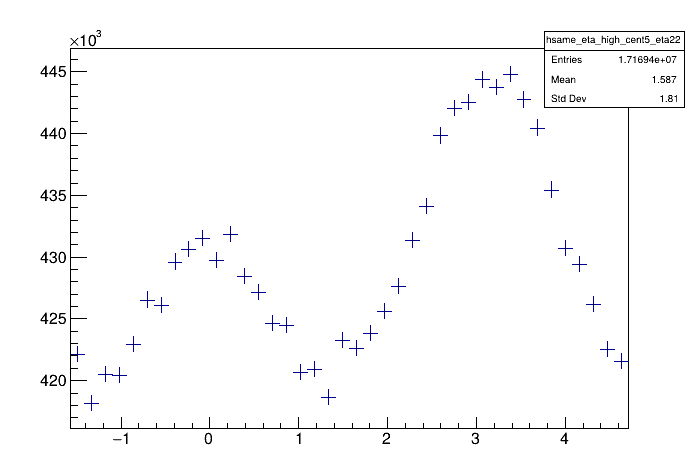 ×10³
hsame_eta_high_cent5_eta22
Entries 1.71694e+07
Mean 1.587
Std Dev 1.81
445
440
435
430
425
420
−1 0 1 2 3 4